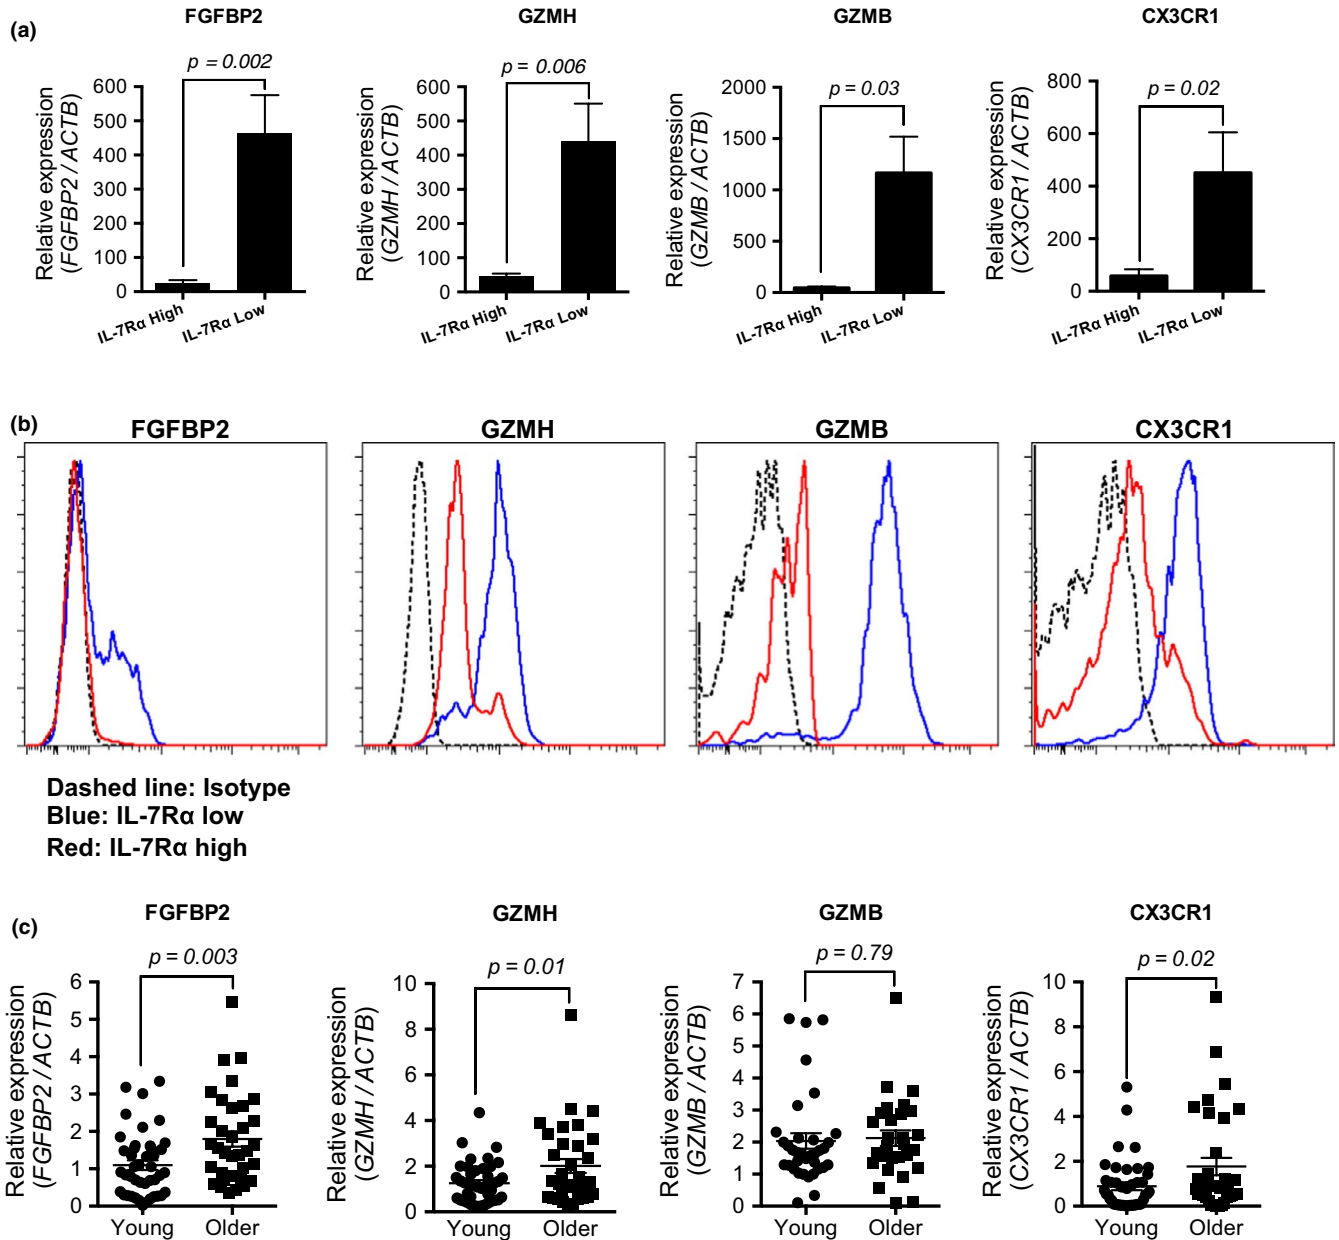 (a)
FGFBP2
GZMH
GZMB
CX3CR1
p = 0.002
600
500
400
300
200
100
0
Relative expression
(FGFBP2 / ACTB)
IL-7Rα High
IL-7Rα Low
p = 0.006
600
500
400
300
200
100
0
Relative expression
(GZMH / ACTB)
IL-7Rα High
IL-7Rα Low
p = 0.03
2000
1500
1000
500
0
Relative expression
(GZMB / ACTB)
IL-7Rα High
IL-7Rα Low
p = 0.02
800
600
400
200
0
Relative expression
(CX3CR1 / ACTB)
IL-7Rα High
IL-7Rα Low
(b)
FGFBP2
GZMH
GZMB
CX3CR1
Dashed line: Isotype
Blue: IL-7Rα low
Red: IL-7Rα high
(c)
FGFBP2
GZMH
GZMB
CX3CR1
p = 0.003
6
5
4
3
2
1
0
Relative expression
(FGFBP2 / ACTB)
Young
Older
p = 0.01
10
8
6
4
2
0
Relative expression
(GZMH / ACTB)
Young
Older
p = 0.79
7
6
5
4
3
2
1
0
Relative expression
(GZMB / ACTB)
Young
Older
p = 0.02
10
8
6
4
2
0
Relative expression
(CX3CR1 / ACTB)
Young
Older